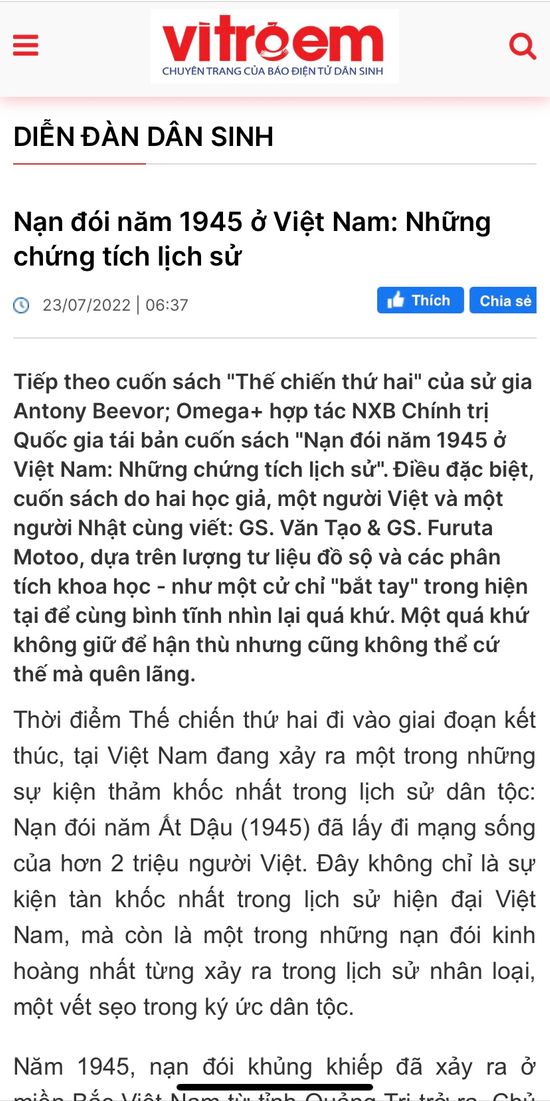 vìtrẻem
CHUYÊN TRANG CỦA BÁO ĐIỆN TỬ DÂN SINH
DIỄN ĐÀN DÂN SINH
Nạn đói năm 1945 ở Việt Nam: Những
chứng tích lịch sử
23/07/2022 | 06:37
Thích
Chia sẻ
Tiếp theo cuốn sách "Thế chiến thứ hai" của sử gia
Antony Beevor; Omega+ hợp tác NXB Chính trị
Quốc gia tái bản cuốn sách "Nạn đói năm 1945 ở
Việt Nam: Những chứng tích lịch sử". Điều đặc biệt,
cuốn sách do hai học giả, một người Việt và một
người Nhật cùng viết: GS. Văn Tạo & GS. Furuta
Motoo, dựa trên lượng tư liệu đồ sộ và các phân
tích khoa học - như một cử chỉ "bắt tay" trong hiện
tại để cùng bình tĩnh nhìn lại quá khứ. Một quá khứ
không giữ để hận thù nhưng cũng không thể cứ
thế mà quên lãng.
Thời điểm Thế chiến thứ hai đi vào giai đoạn kết
thúc, tại Việt Nam đang xảy ra một trong những
sự kiện thảm khốc nhất trong lịch sử dân tộc:
Nạn đói năm Ất Dậu (1945) đã lấy đi mạng sống
của hơn 2 triệu người Việt. Đây không chỉ là sự
kiện tàn khốc nhất trong lịch sử hiện đại Việt
Nam, mà còn là một trong những nạn đói kinh
hoàng nhất từng xảy ra trong lịch sử nhân loại,
một vết sẹo trong ký ức dân tộc.
Năm 1945, nạn đói khủng khiếp đã xảy ra ở
miền Bắc Việt Nam từ tỉnh Quảng Trị trở ra. Chủ